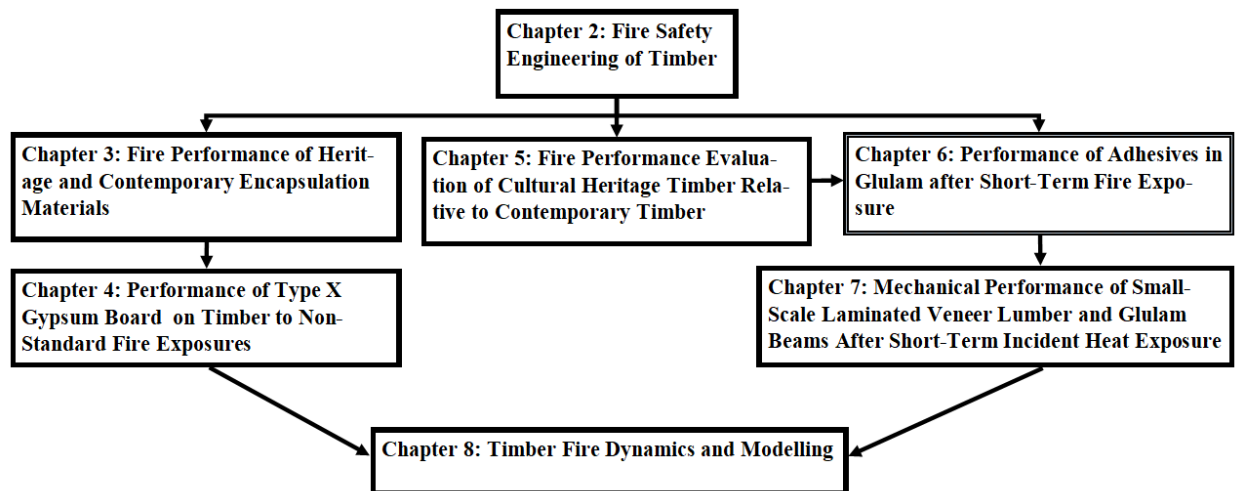 Chapter 2: Fire Safety
Engineering of Timber
Chapter 3: Fire Performance of Herit-
age and Contemporary Encapsulation
Materials
Chapter 5: Fire Performance Evalua-
tion of Cultural Heritage Timber Rela-
tive to Contemporary Timber
Chapter 6: Performance of Adhesives in
Glulam after Short-Term Fire Expo-
sure
Chapter 4: Performance of Type X
Gypsum Board on Timber to Non-
Standard Fire Exposures
Chapter 7: Mechanical Performance of Small-
Scale Laminated Veneer Lumber and Glulam
Beams After Short-Term Incident Heat Exposure
Chapter 8: Timber Fire Dynamics and Modelling